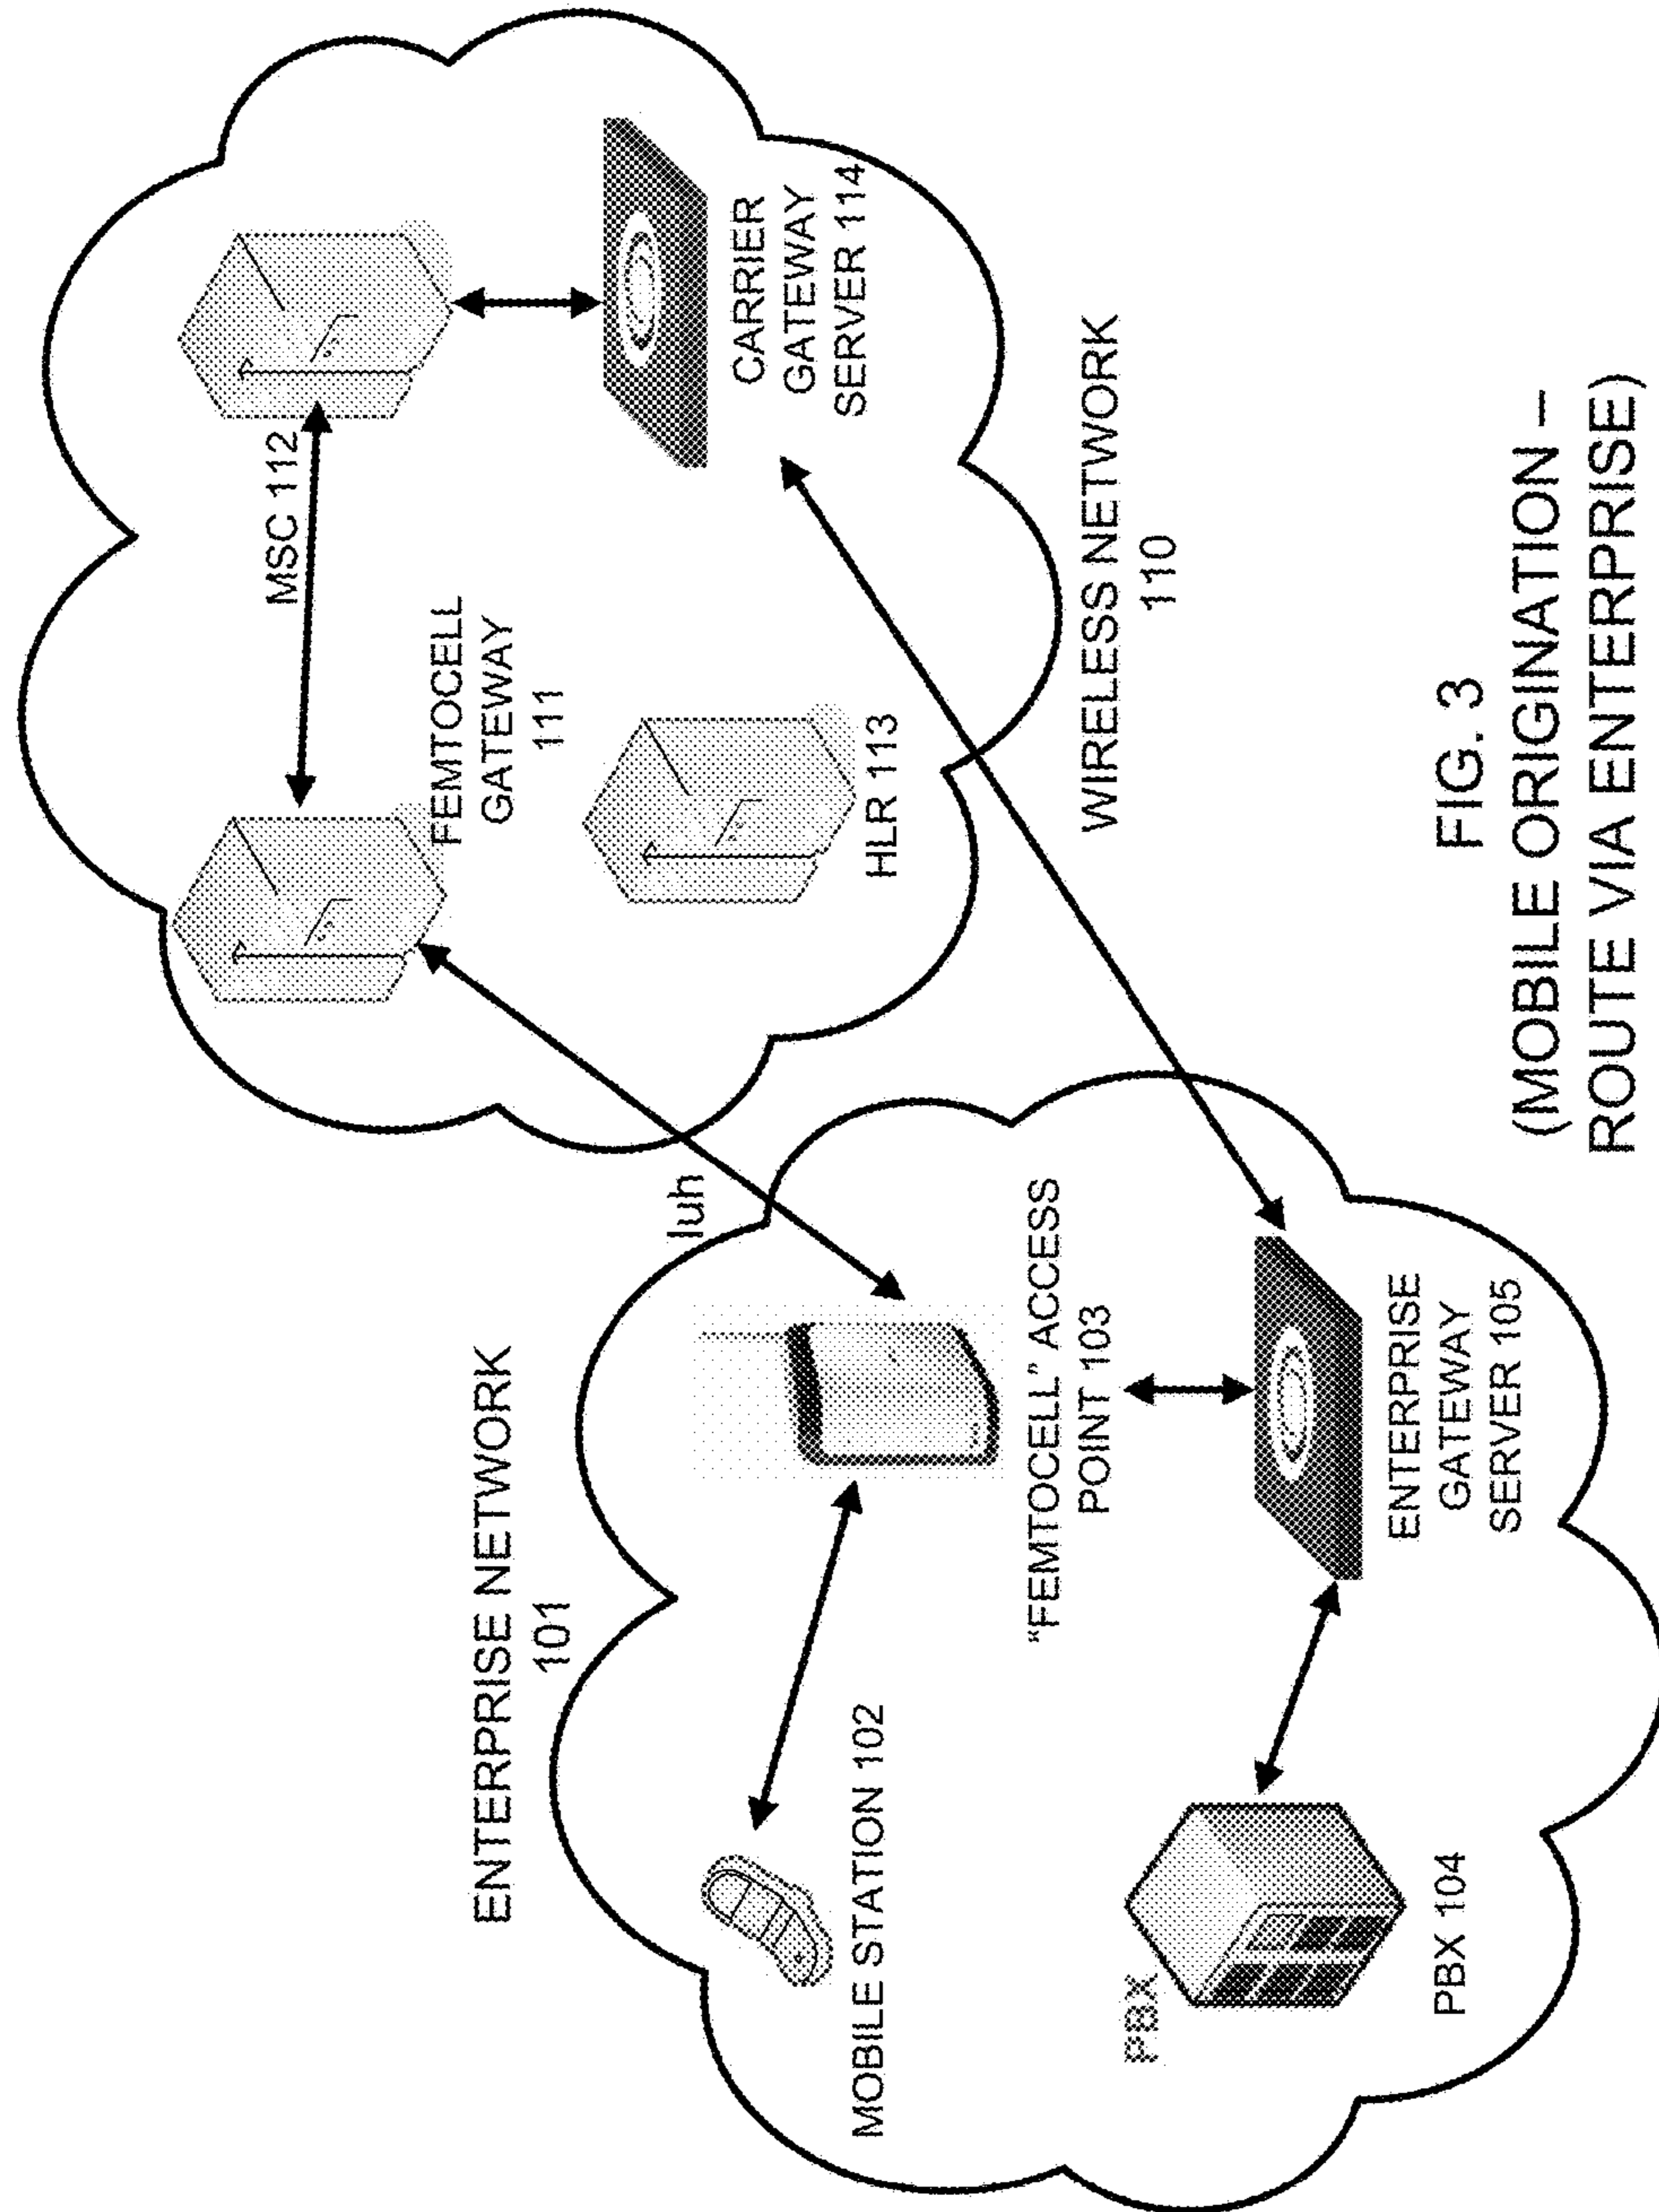 ENTERPRISE NETWORK
101
MOBILE STATION 102
"FEMTOCELL" ACCESS
POINT 103
PBX
PBX 104
ENTERPRISE
GATEWAY
SERVER 105
Iuh
MSC 112
FEMTOCELL
GATEWAY
111
HLR 113
CARRIER
GATEWAY
SERVER 114
WIRELESS NETWORK
110
FIG. 3
(MOBILE ORIGINATION –
ROUTE VIA ENTERPRISE)